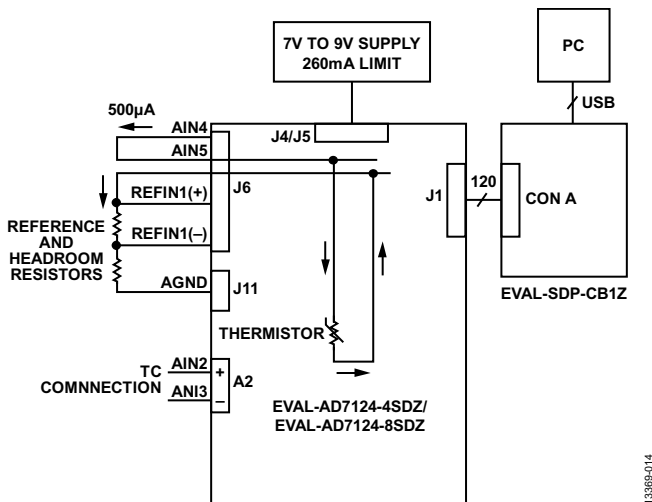 7V TO 9V SUPPLY
260mA LIMIT
PC
USB
500µA
AIN4
AIN5
J4/J5
J6
REFIN1(+)
REFIN1(–)
REFERENCE
AND
HEADROOM
RESISTORS
AGND
J11
J1
120
CON A
EVAL-SDP-CB1Z
THERMISTOR
TC
COMNNECTION
AIN2
ANI3
+
–
A2
EVAL-AD7124-4SDZ/
EVAL-AD7124-8SDZ
13369-014